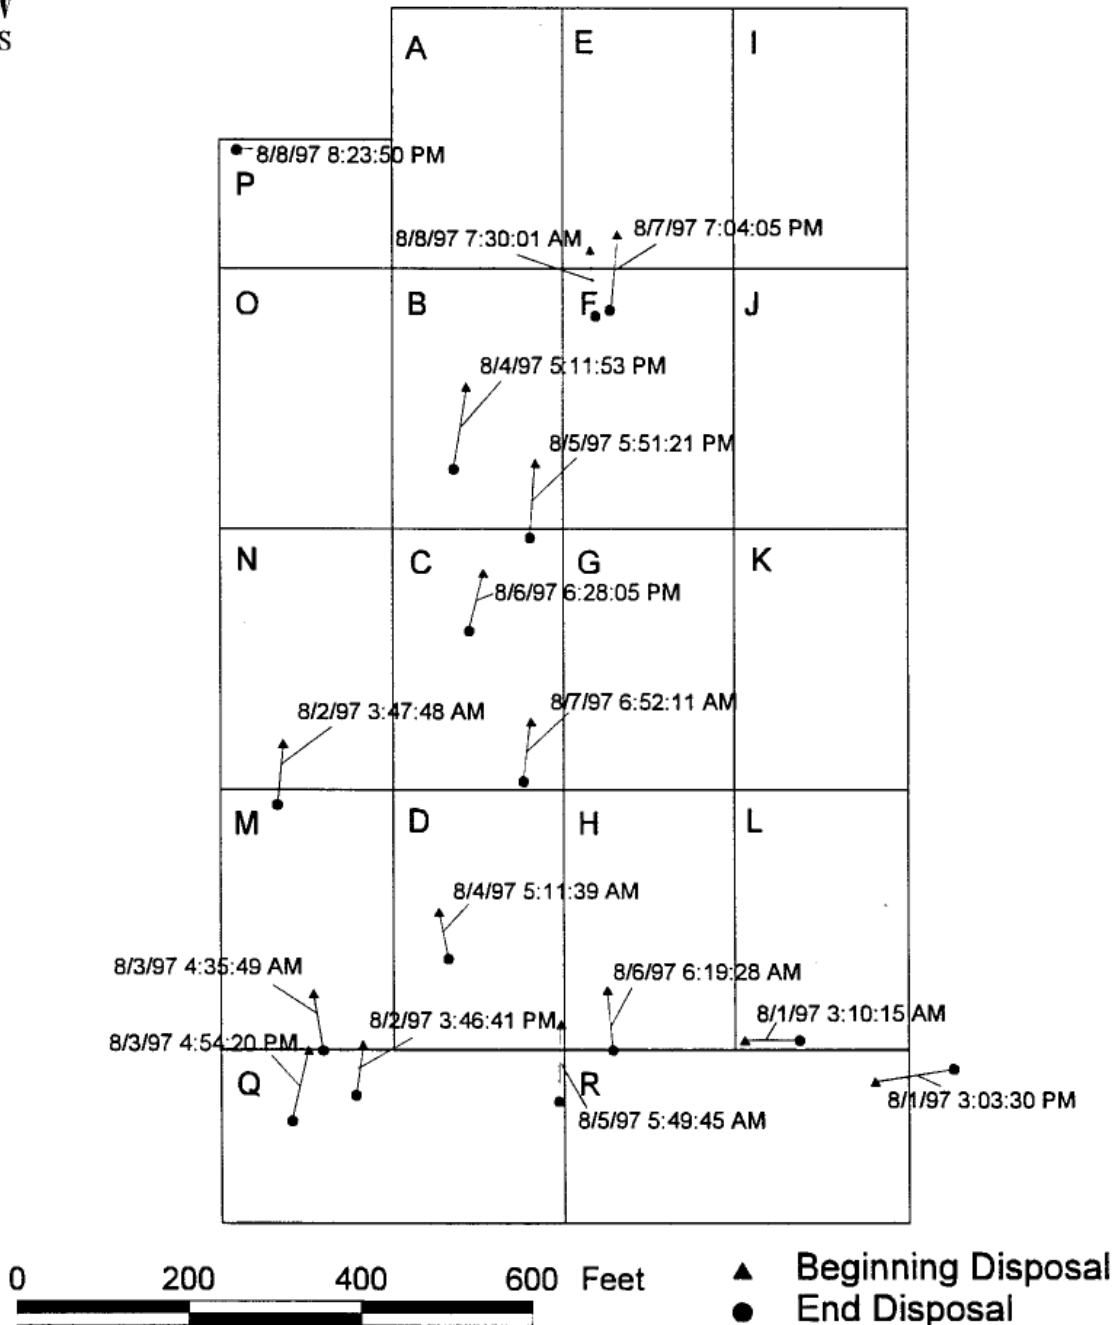 S
A E I
8/8/97 8:23:50 PM
P
8/7/97 7:04:05 PM
8/8/97 7:30:01 AM
O B F J
8/4/97 5:11:53 PM
8/5/97 5:51:21 PM
N C G K
8/6/97 6:28:05 PM
8/7/97 6:52:11 AM
8/2/97 3:47:48 AM
M D H L
8/4/97 5:11:39 AM
8/3/97 4:35:49 AM
8/6/97 6:19:28 AM
8/1/97 3:10:15 AM
8/2/97 3:46:41 PM
8/3/97 4:54:20 PM
Q R
8/1/97 3:03:30 PM
8/5/97 5:49:45 AM
0 200 400 600 Feet
Beginning Disposal
End Disposal